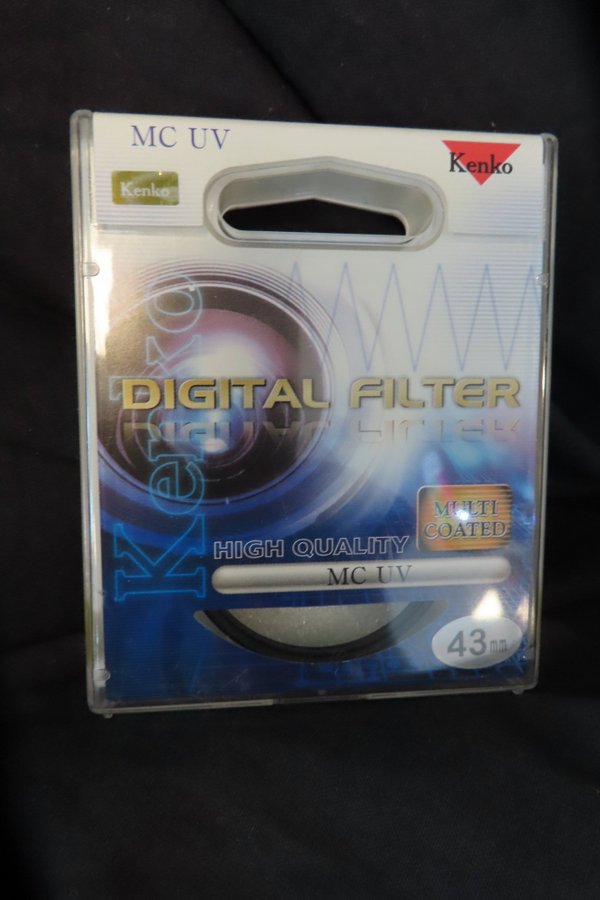 MC UV
Kenko
Kenko
Kenko
DIGITAL FILTER
MULTI
COATED
HIGH QUALITY
MC UV
43mm